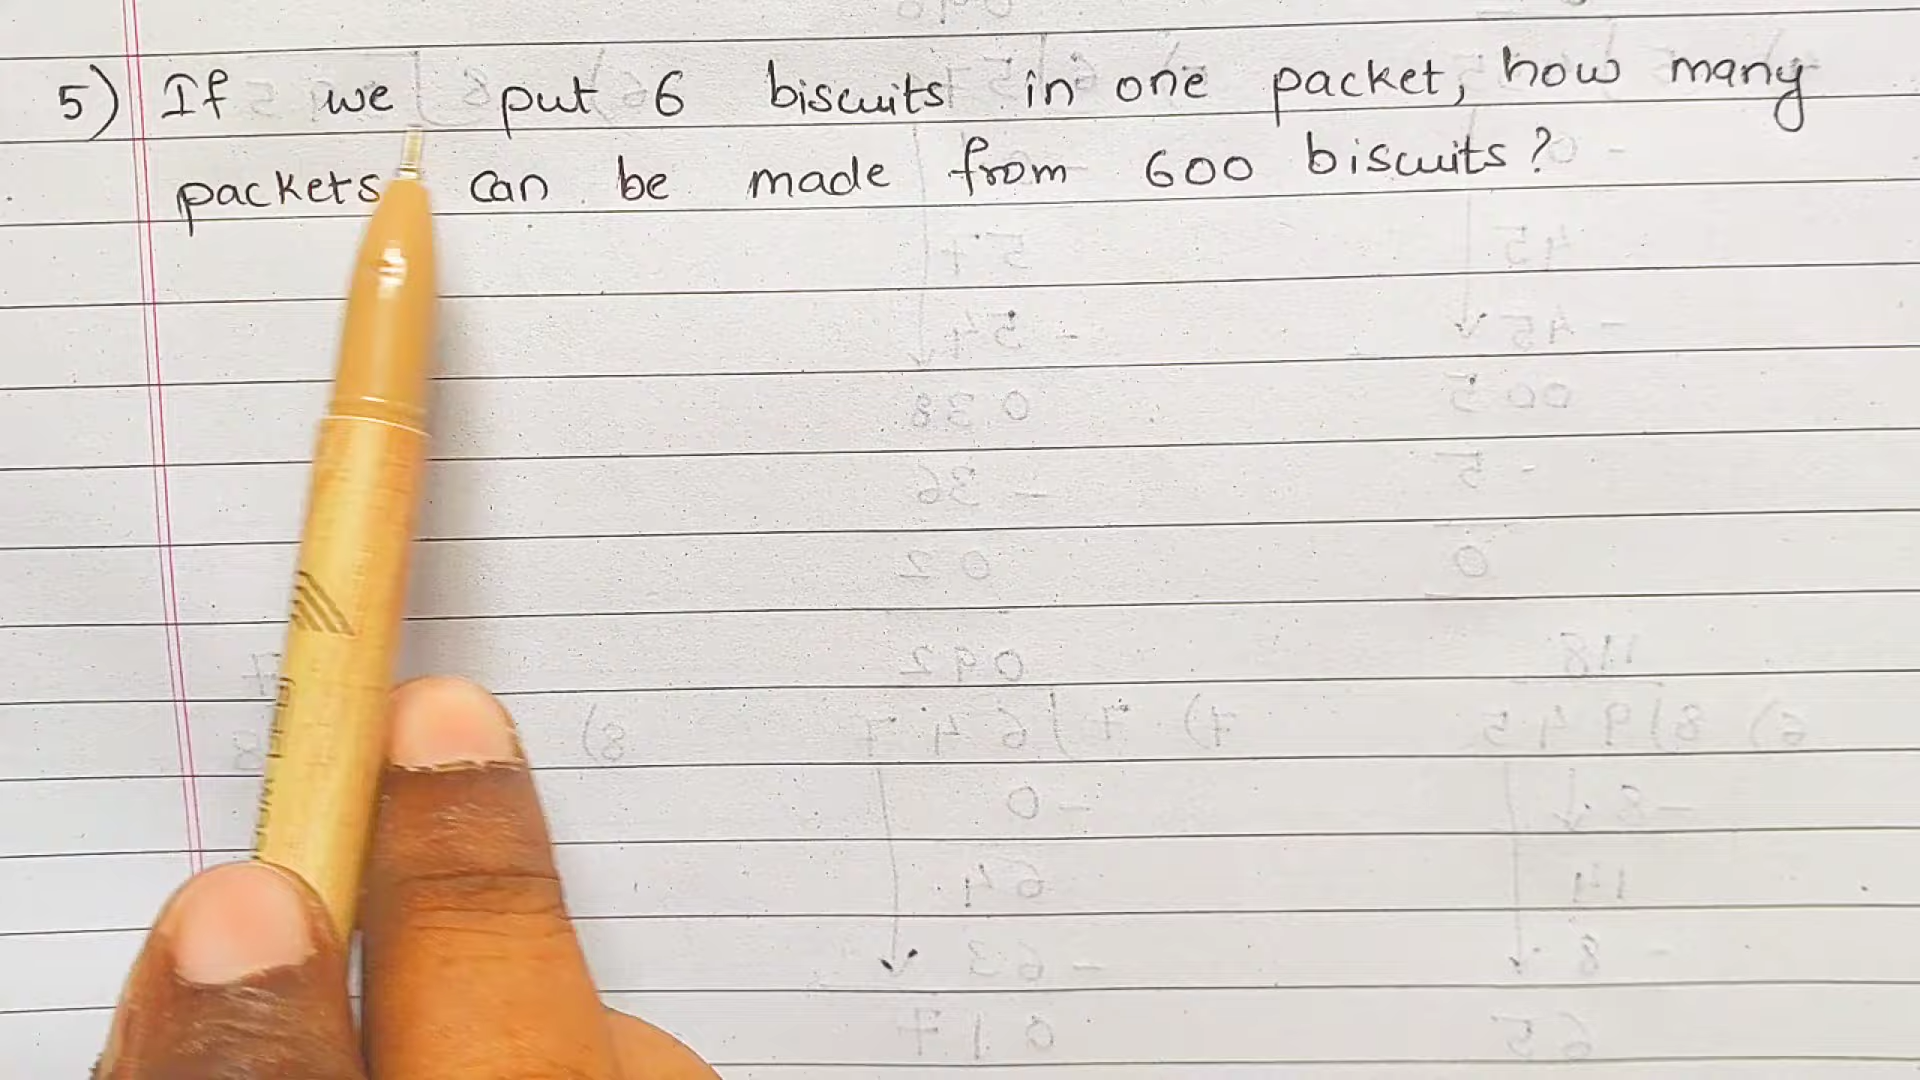 5) If we put 6 biscuits in one packet, how many
packets can be made from 600 biscuits?